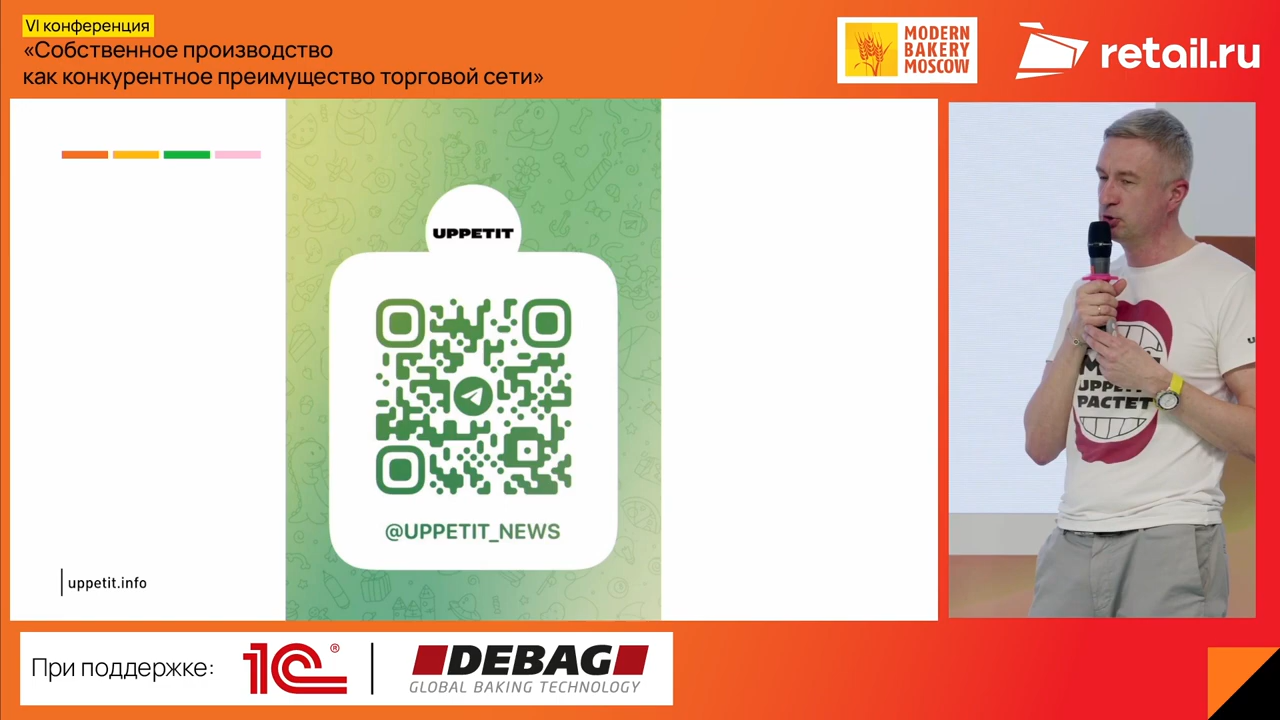 VI конференция
«Собственное производство
как конкурентное преимущество торговой сети»
MODERN
BAKERY
MOSCOW
retail.ru
UPPETIT
@UPPETIT_NEWS
uppetit.info
UPPETIT
РАСТЕТ
При поддержке:
1С®
DEBAG
GLOBAL BAKING TECHNOLOGY